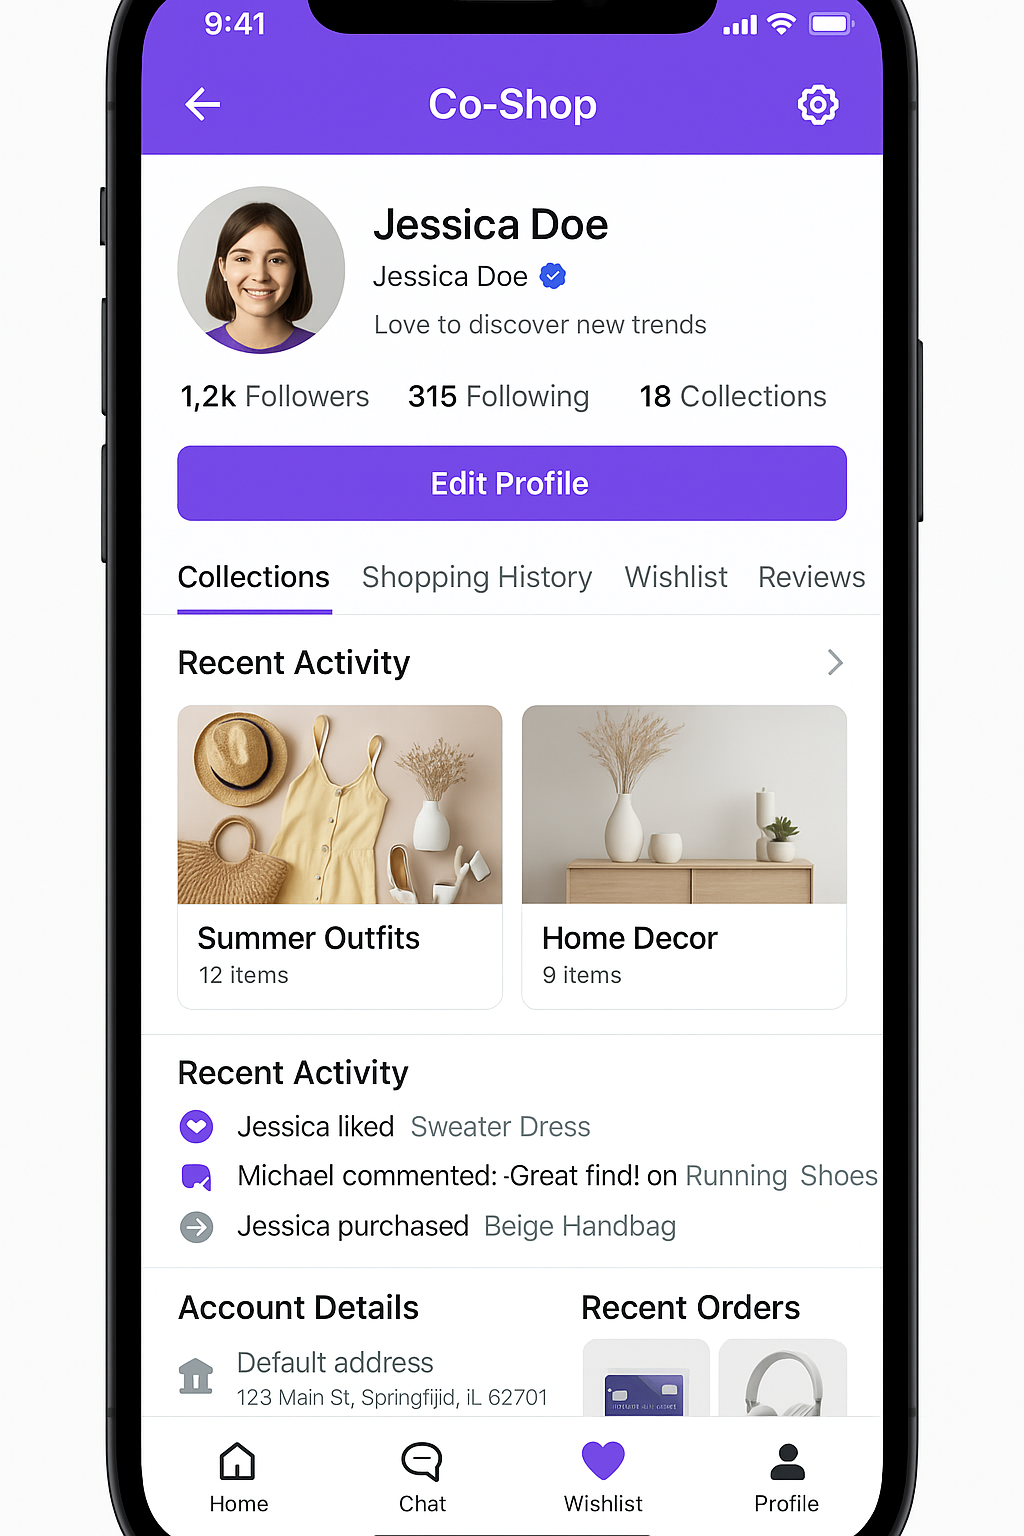 9:41
Co-Shop
Jessica Doe
Jessica Doe
Love to discover new trends
1,2k Followers 315 Following 18 Collections
Edit Profile
Collections Shopping History Wishlist Reviews
Recent Activity
Summer Outfits
12 items
Home Decor
9 items
Recent Activity
Jessica liked Sweater Dress
Michael commented: -Great find! on Running Shoes
Jessica purchased Beige Handbag
Account Details
Default address
123 Main St, Springfijid, iL 62701
Recent Orders
Home Chat Wishlist Profile